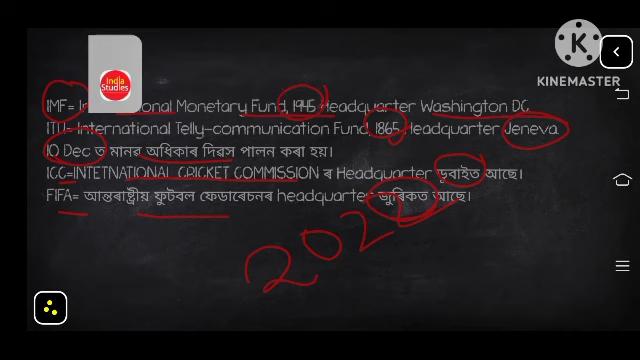 India
Studies
KINEMASTER
IMF= Monetary Fund, 1945 Headquarter Washington DC
ITU= International Telly-communication Fund 1865 Headquarter Jeneva
10 Dec ত মানৱ অধিকাৰ দিৱস পালন কৰা হয়।
ICC=INTETNATIONAL CRICKET COMMISSION ৰ Headquarter ডুবাইত আছে।
FIFA= আন্তৰাষ্ট্ৰীয় ফুটবল ফেডাৰেচনৰ headquarter জুৰিকত আছে।
2022